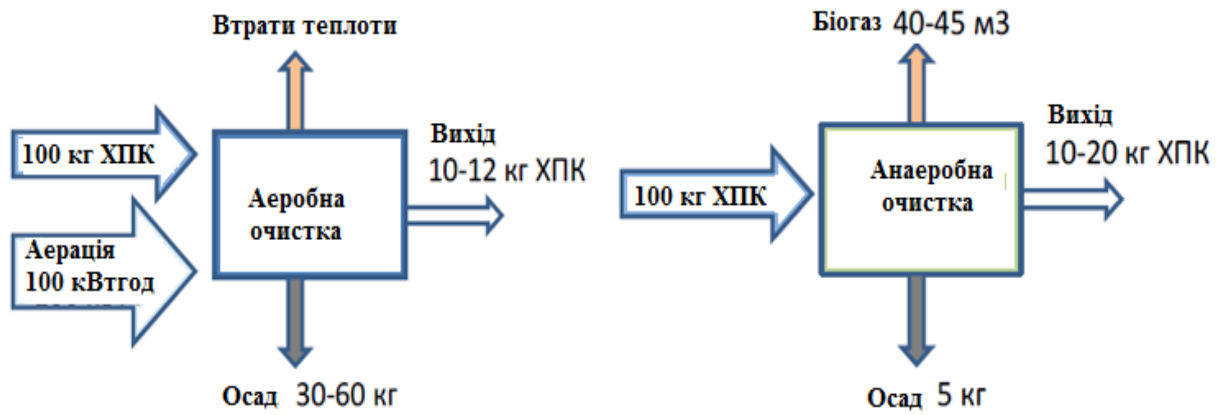 Втрати теплоти
100 кг ХПК
Аерація
100 кВтгод
Аеробна
очистка
Вихід
10-12 кг ХПК
Осад 30-60 кг
Біогаз 40-45 м3
100 кг ХПК
Анаеробна
очистка
Вихід
10-20 кг ХПК
Осад 5 кг